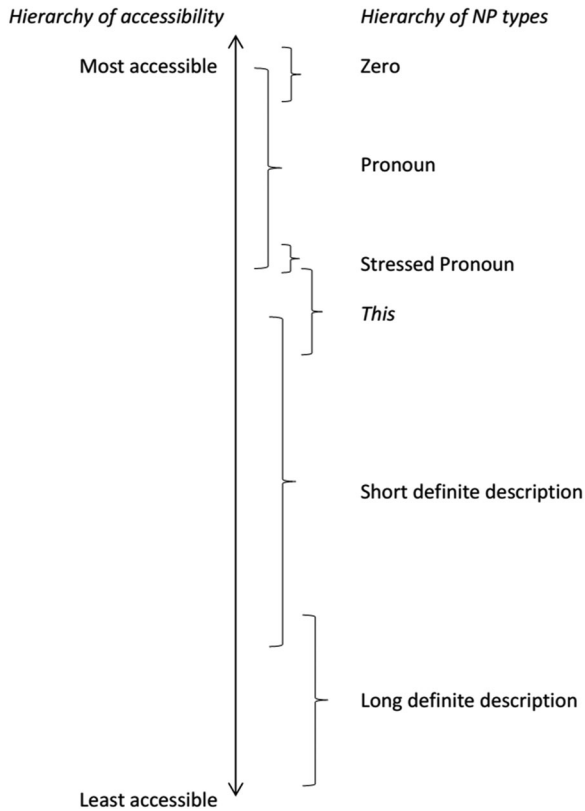 Hierarchy of accessibility
Hierarchy of NP types
Most accessible
Zero
Pronoun
Stressed Pronoun
This
Short definite description
Long definite description
Least accessible